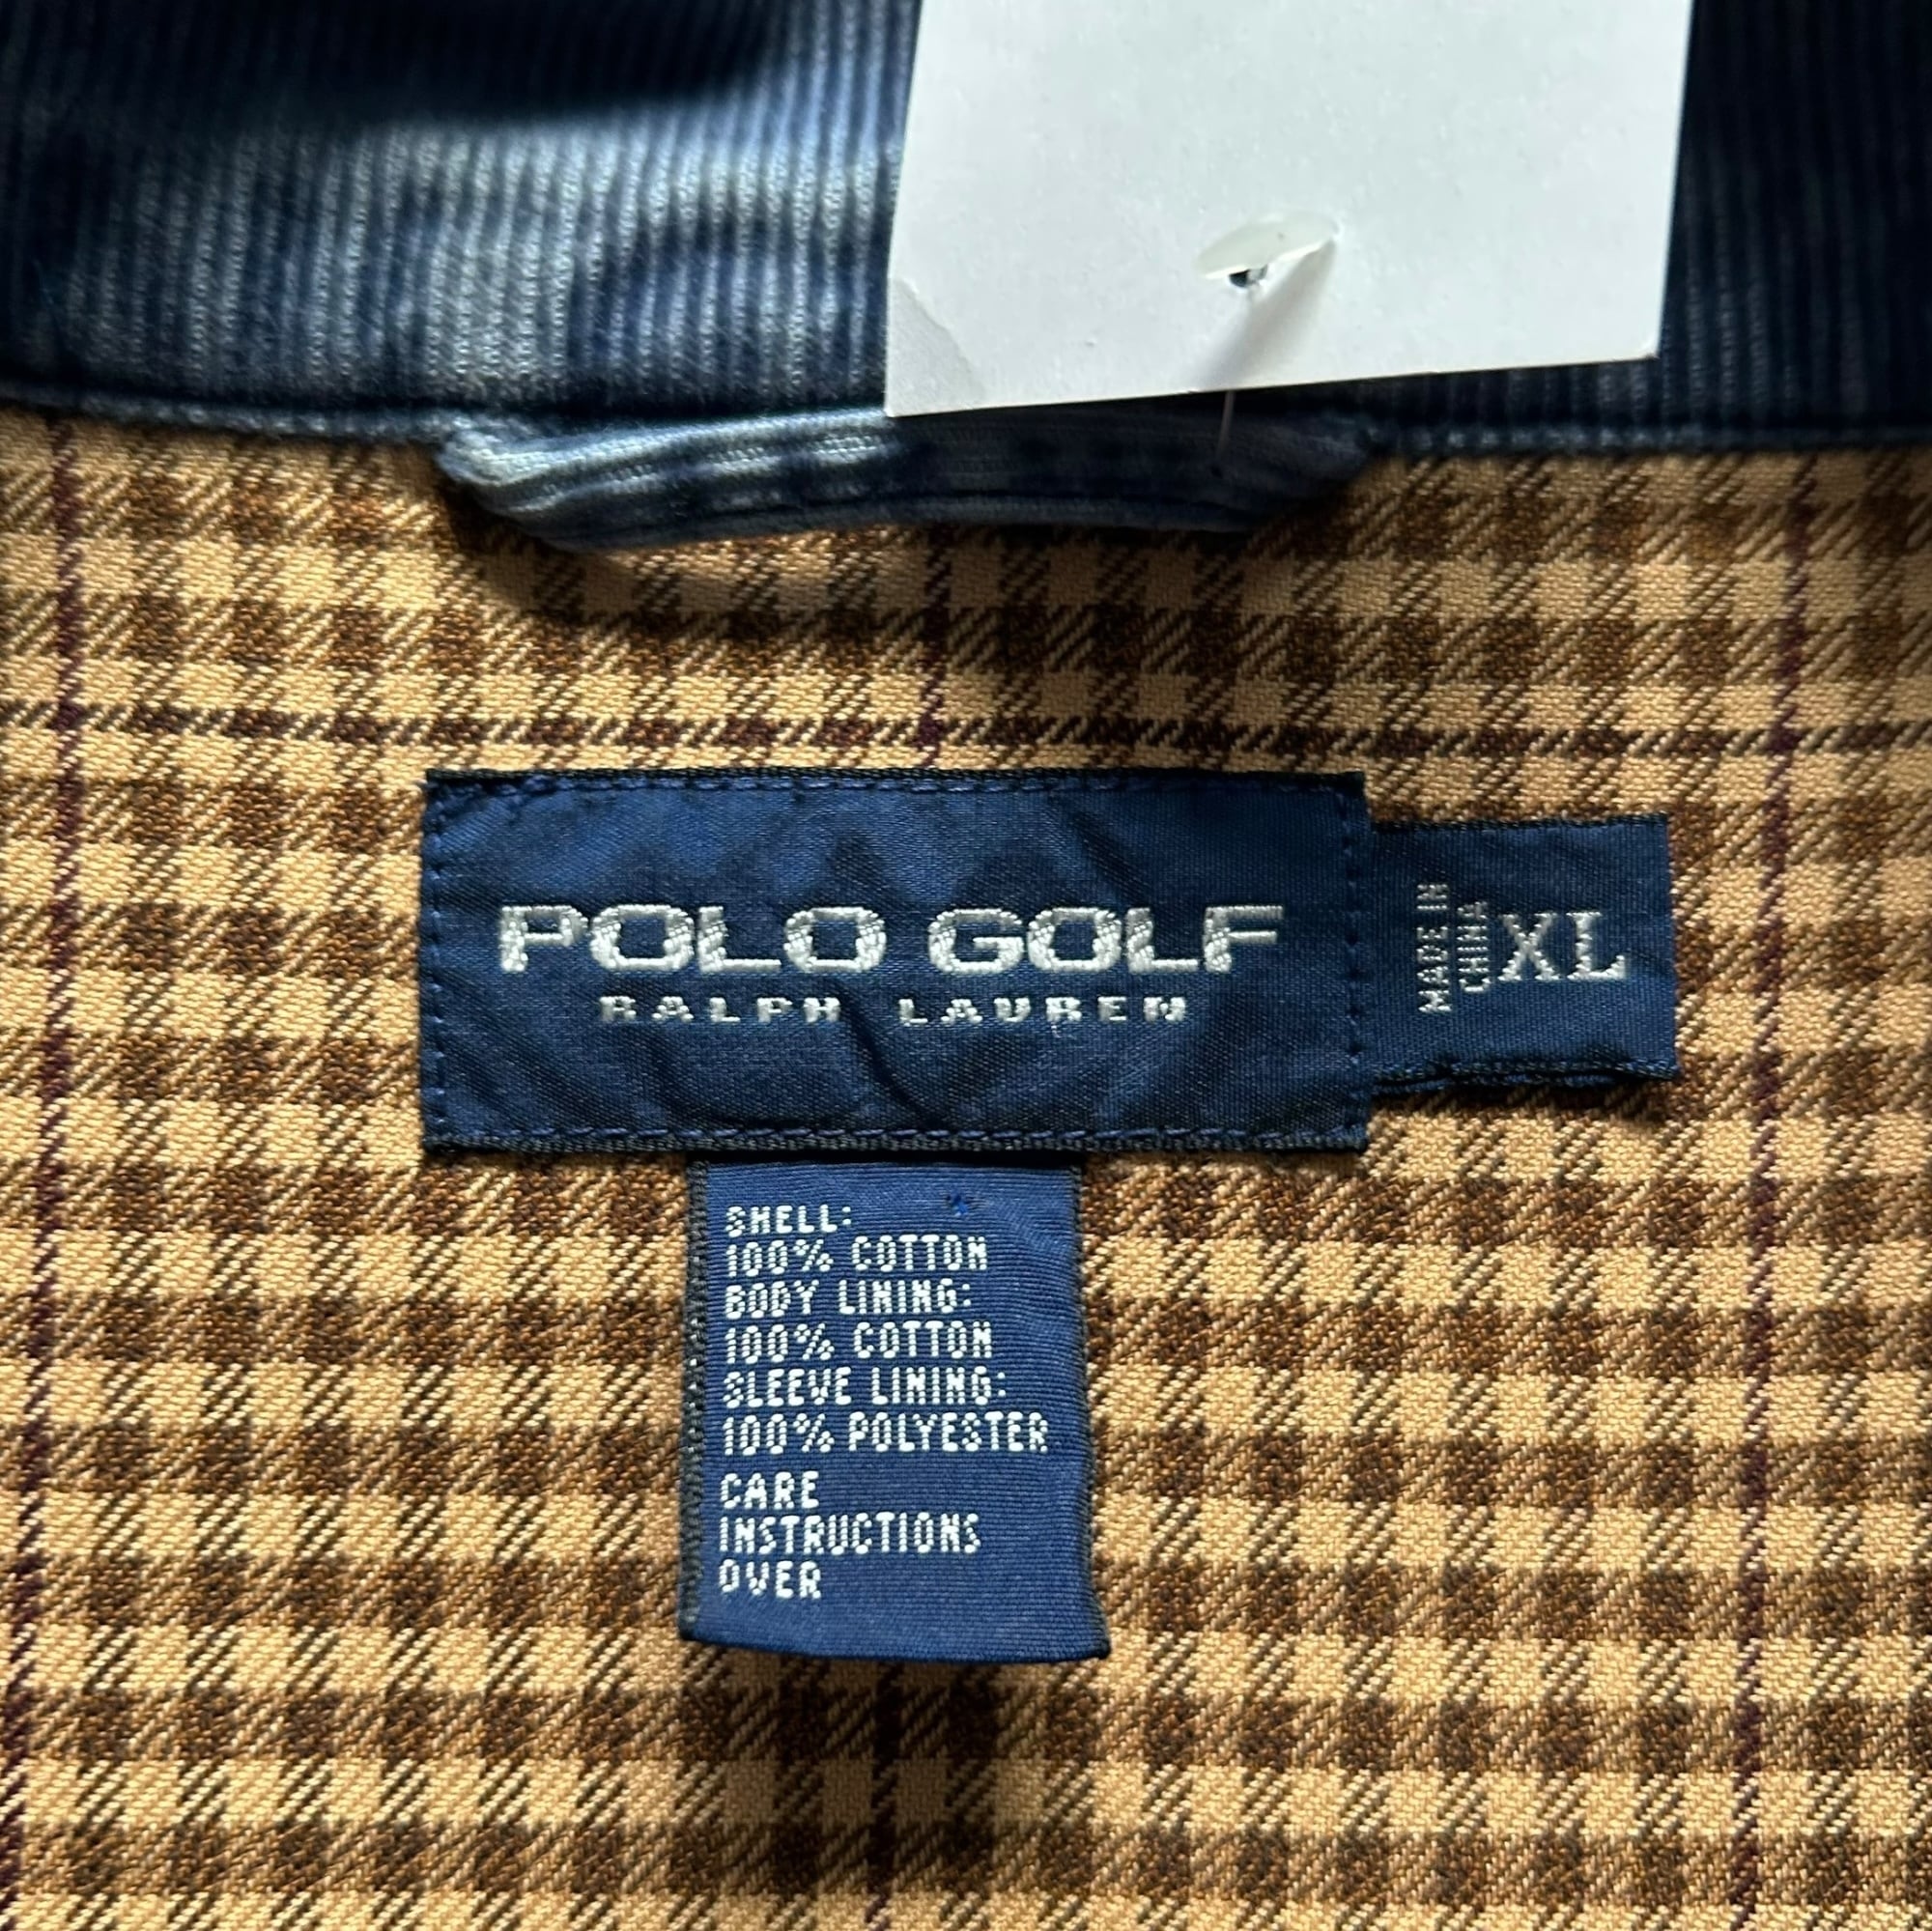 POLO GOLF
RALPH LAUREN
MADE IN
CHINA
XL
SHELL:
100% COTTON
BODY LINING:
100% COTTON
SLEEVE LINING:
100% POLYESTER
CARE
INSTRUCTIONS
OVER